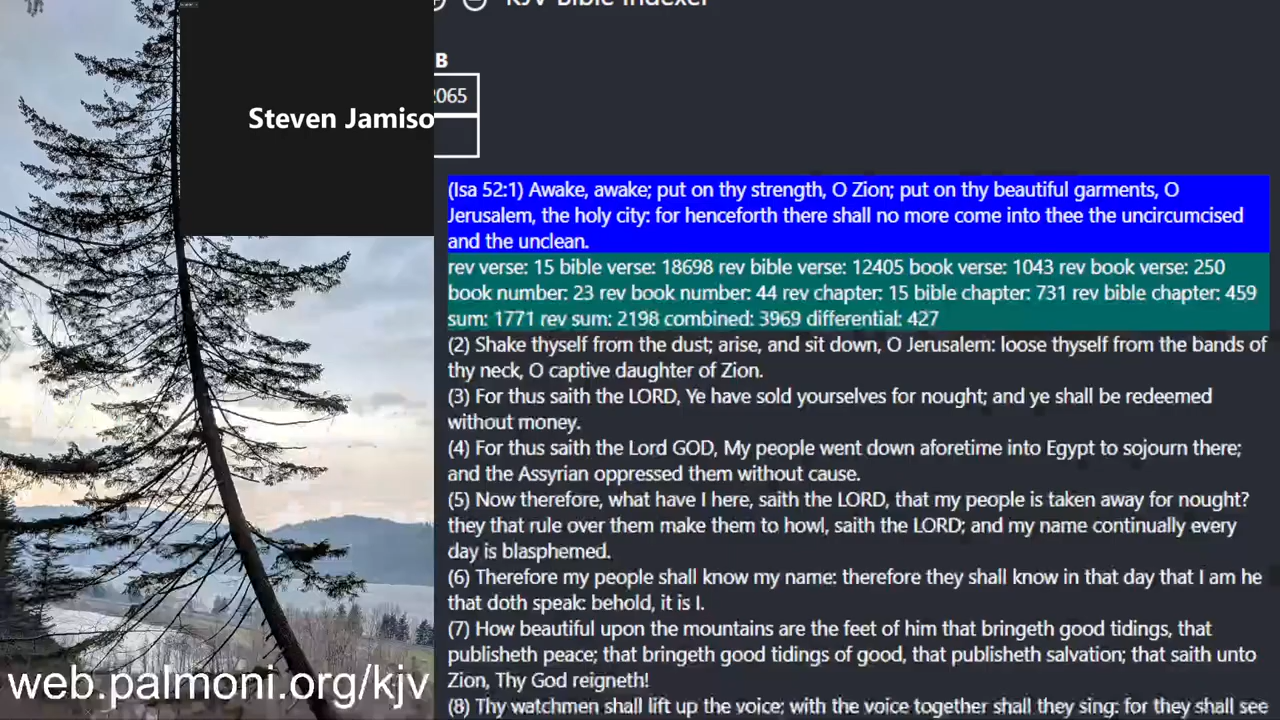 KJV Bible Indexer
B
2065
Steven Jamiso
(Isa 52:1) Awake, awake; put on thy strength, O Zion; put on thy beautiful garments, O
Jerusalem, the holy city: for henceforth there shall no more come into thee the uncircumcised
and the unclean.
rev verse: 15 bible verse: 18698 rev bible verse: 12405 book verse: 1043 rev book verse: 250
book number: 23 rev book number: 44 rev chapter: 15 bible chapter: 731 rev bible chapter: 459
sum: 1771 rev sum: 2198 combined: 3969 differential: 427
(2) Shake thyself from the dust; arise, and sit down, O Jerusalem: loose thyself from the bands of
thy neck, O captive daughter of Zion.
(3) For thus saith the LORD, Ye have sold yourselves for nought; and ye shall be redeemed
without money.
(4) For thus saith the Lord GOD, My people went down aforetime into Egypt to sojourn there;
and the Assyrian oppressed them without cause.
(5) Now therefore, what have I here, saith the LORD, that my people is taken away for nought?
they that rule over them make them to howl, saith the LORD; and my name continually every
day is blasphemed.
(6) Therefore my people shall know my name: therefore they shall know in that day that I am he
that doth speak: behold, it is I.
(7) How beautiful upon the mountains are the feet of him that bringeth good tidings, that
publisheth peace; that bringeth good tidings of good, that publisheth salvation; that saith unto
Zion, Thy God reigneth!
(8) Thy watchmen shall lift up the voice; with the voice together shall they sing: for they shall see
web.palmoni.org/kjv